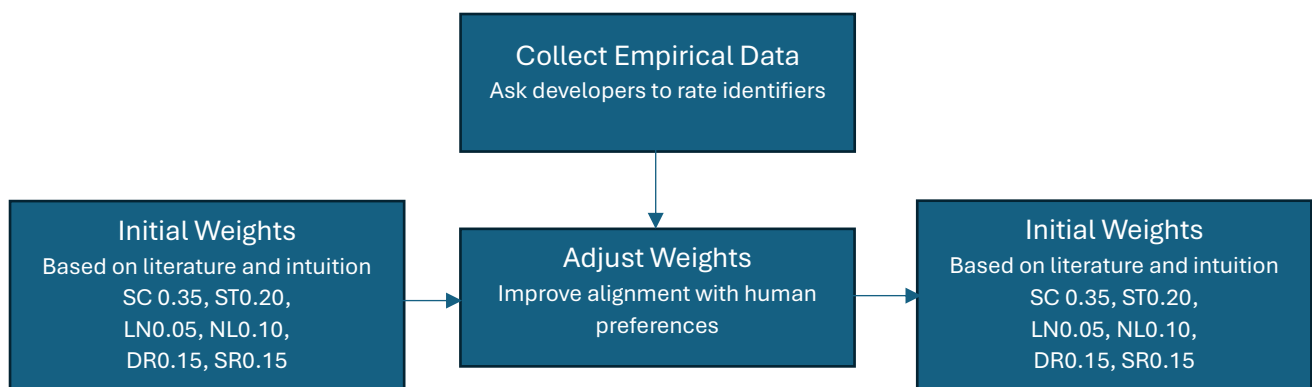 Collect Empirical Data
Ask developers to rate identifiers
Initial Weights
Based on literature and intuition
SC 0.35, ST0.20,
LN0.05, NL0.10,
DR0.15, SR0.15
Adjust Weights
Improve alignment with human
preferences
Initial Weights
Based on literature and intuition
SC 0.35, ST0.20,
LN0.05, NL0.10,
DR0.15, SR0.15